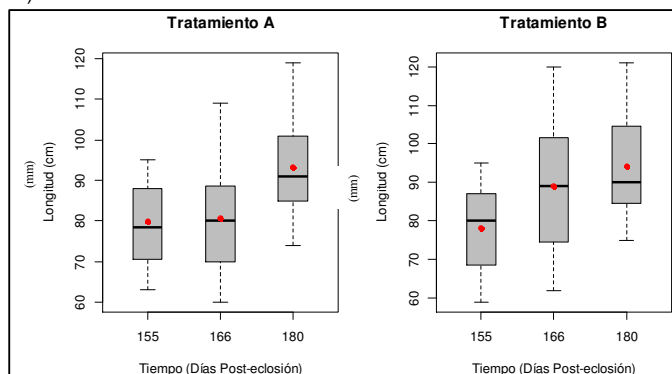 )
Tratamiento A
120
110
100
90
80
70
60
(mm)
Longitud (cm)
155 166 180
Tiempo (Días Post-eclosión)
Tratamiento B
120
110
100
90
80
70
60
(mm)
Longitud (cm)
155 166 180
Tiempo (Días Post-eclosión)